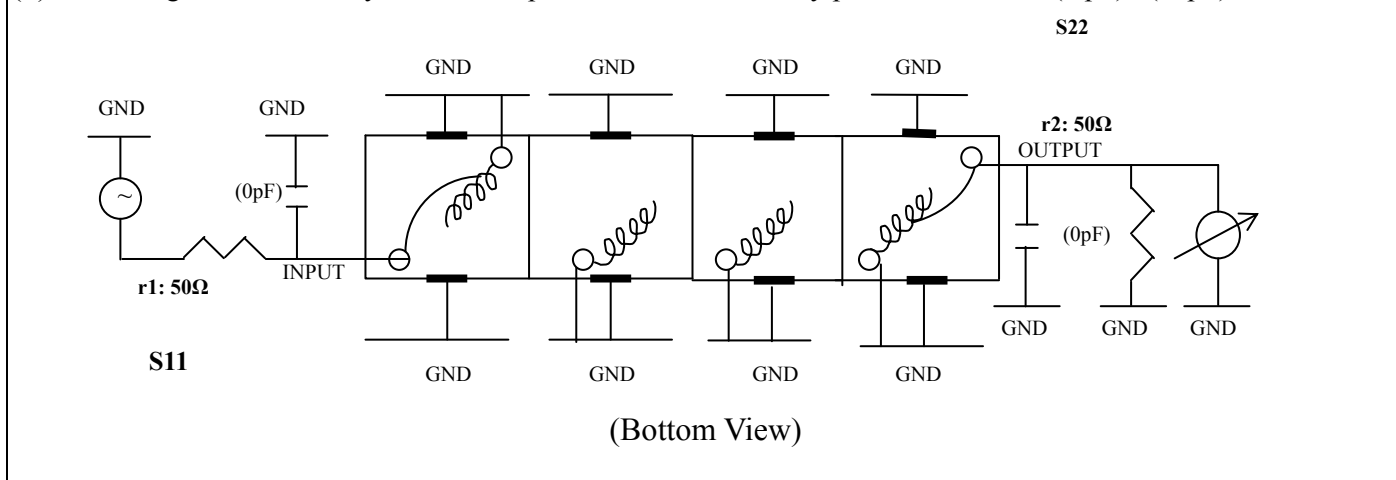 S22
GND GND GND GND
GND GND
r2: 50Ω
OUTPUT
(0pF)
~
(0pF)
INPUT
r1: 50Ω
GND GND GND
S11
GND GND GND GND
(Bottom View)